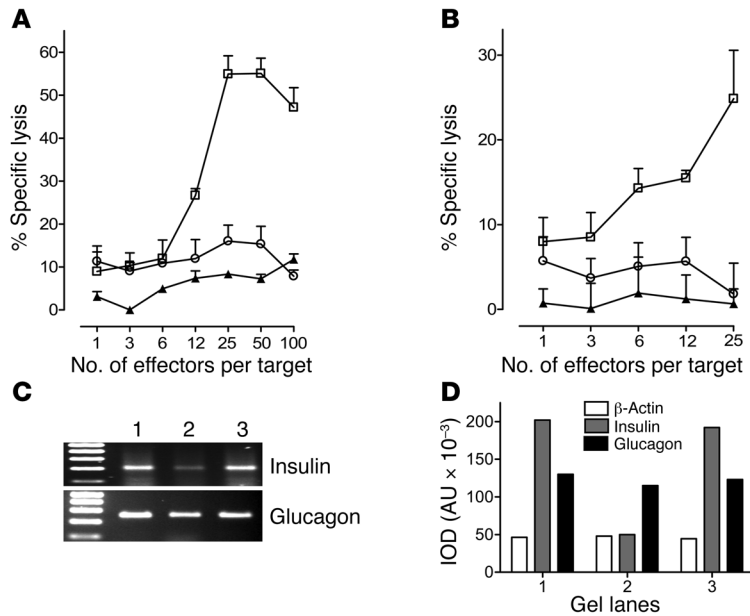 A
% Specific lysis
60
50
40
30
20
10
0
1 3 6 12 25 50 100
No. of effectors per target
B
% Specific lysis
30
20
10
0
1 3 6 12 25
No. of effectors per target
C
1 2 3
Insulin
Glucagon
D
IOD (AU × 10⁻³)
200
150
100
50
0
β-Actin
Insulin
Glucagon
1 2 3
Gel lanes